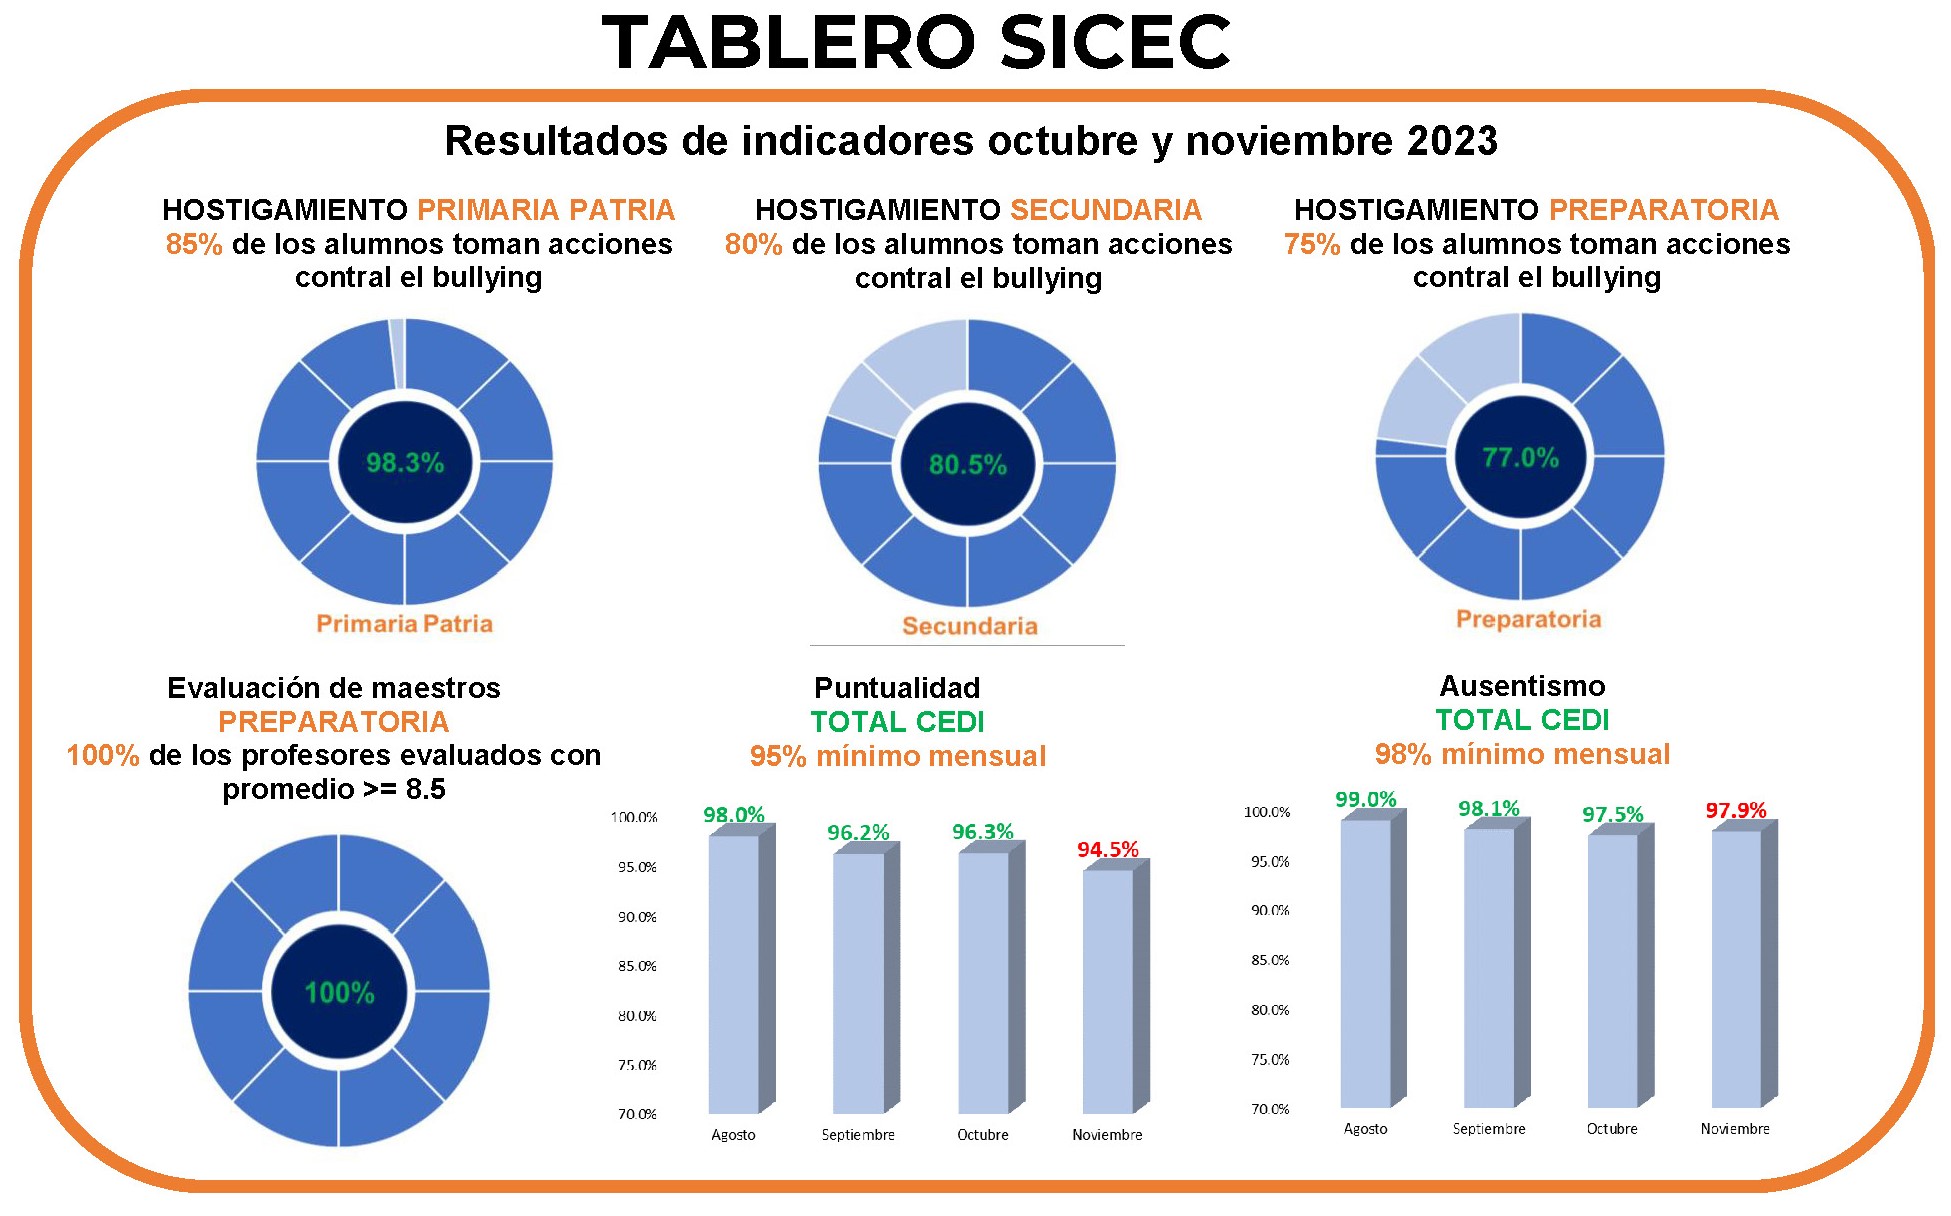 TABLERO SICEC
Resultados de indicadores octubre y noviembre 2023
HOSTIGAMIENTO PRIMARIA PATRIA
85% de los alumnos toman acciones
contral el bullying
98.3%
Primaria Patria
HOSTIGAMIENTO SECUNDARIA
80% de los alumnos toman acciones
contral el bullying
80.5%
Secundaria
HOSTIGAMIENTO PREPARATORIA
75% de los alumnos toman acciones
contral el bullying
77.0%
Preparatoria
Evaluación de maestros
PREPARATORIA
100% de los profesores evaluados con
promedio >= 8.5
100%
Puntualidad
TOTAL CEDI
95% mínimo mensual
98.0%
96.2%
96.3%
94.5%
100.0%
95.0%
90.0%
85.0%
80.0%
75.0%
70.0%
Agosto
Septiembre
Octubre
Noviembre
Ausentismo
TOTAL CEDI
98% mínimo mensual
99.0%
98.1%
97.5%
97.9%
100.0%
95.0%
90.0%
85.0%
80.0%
75.0%
70.0%
Agosto
Septiembre
Octubre
Noviembre